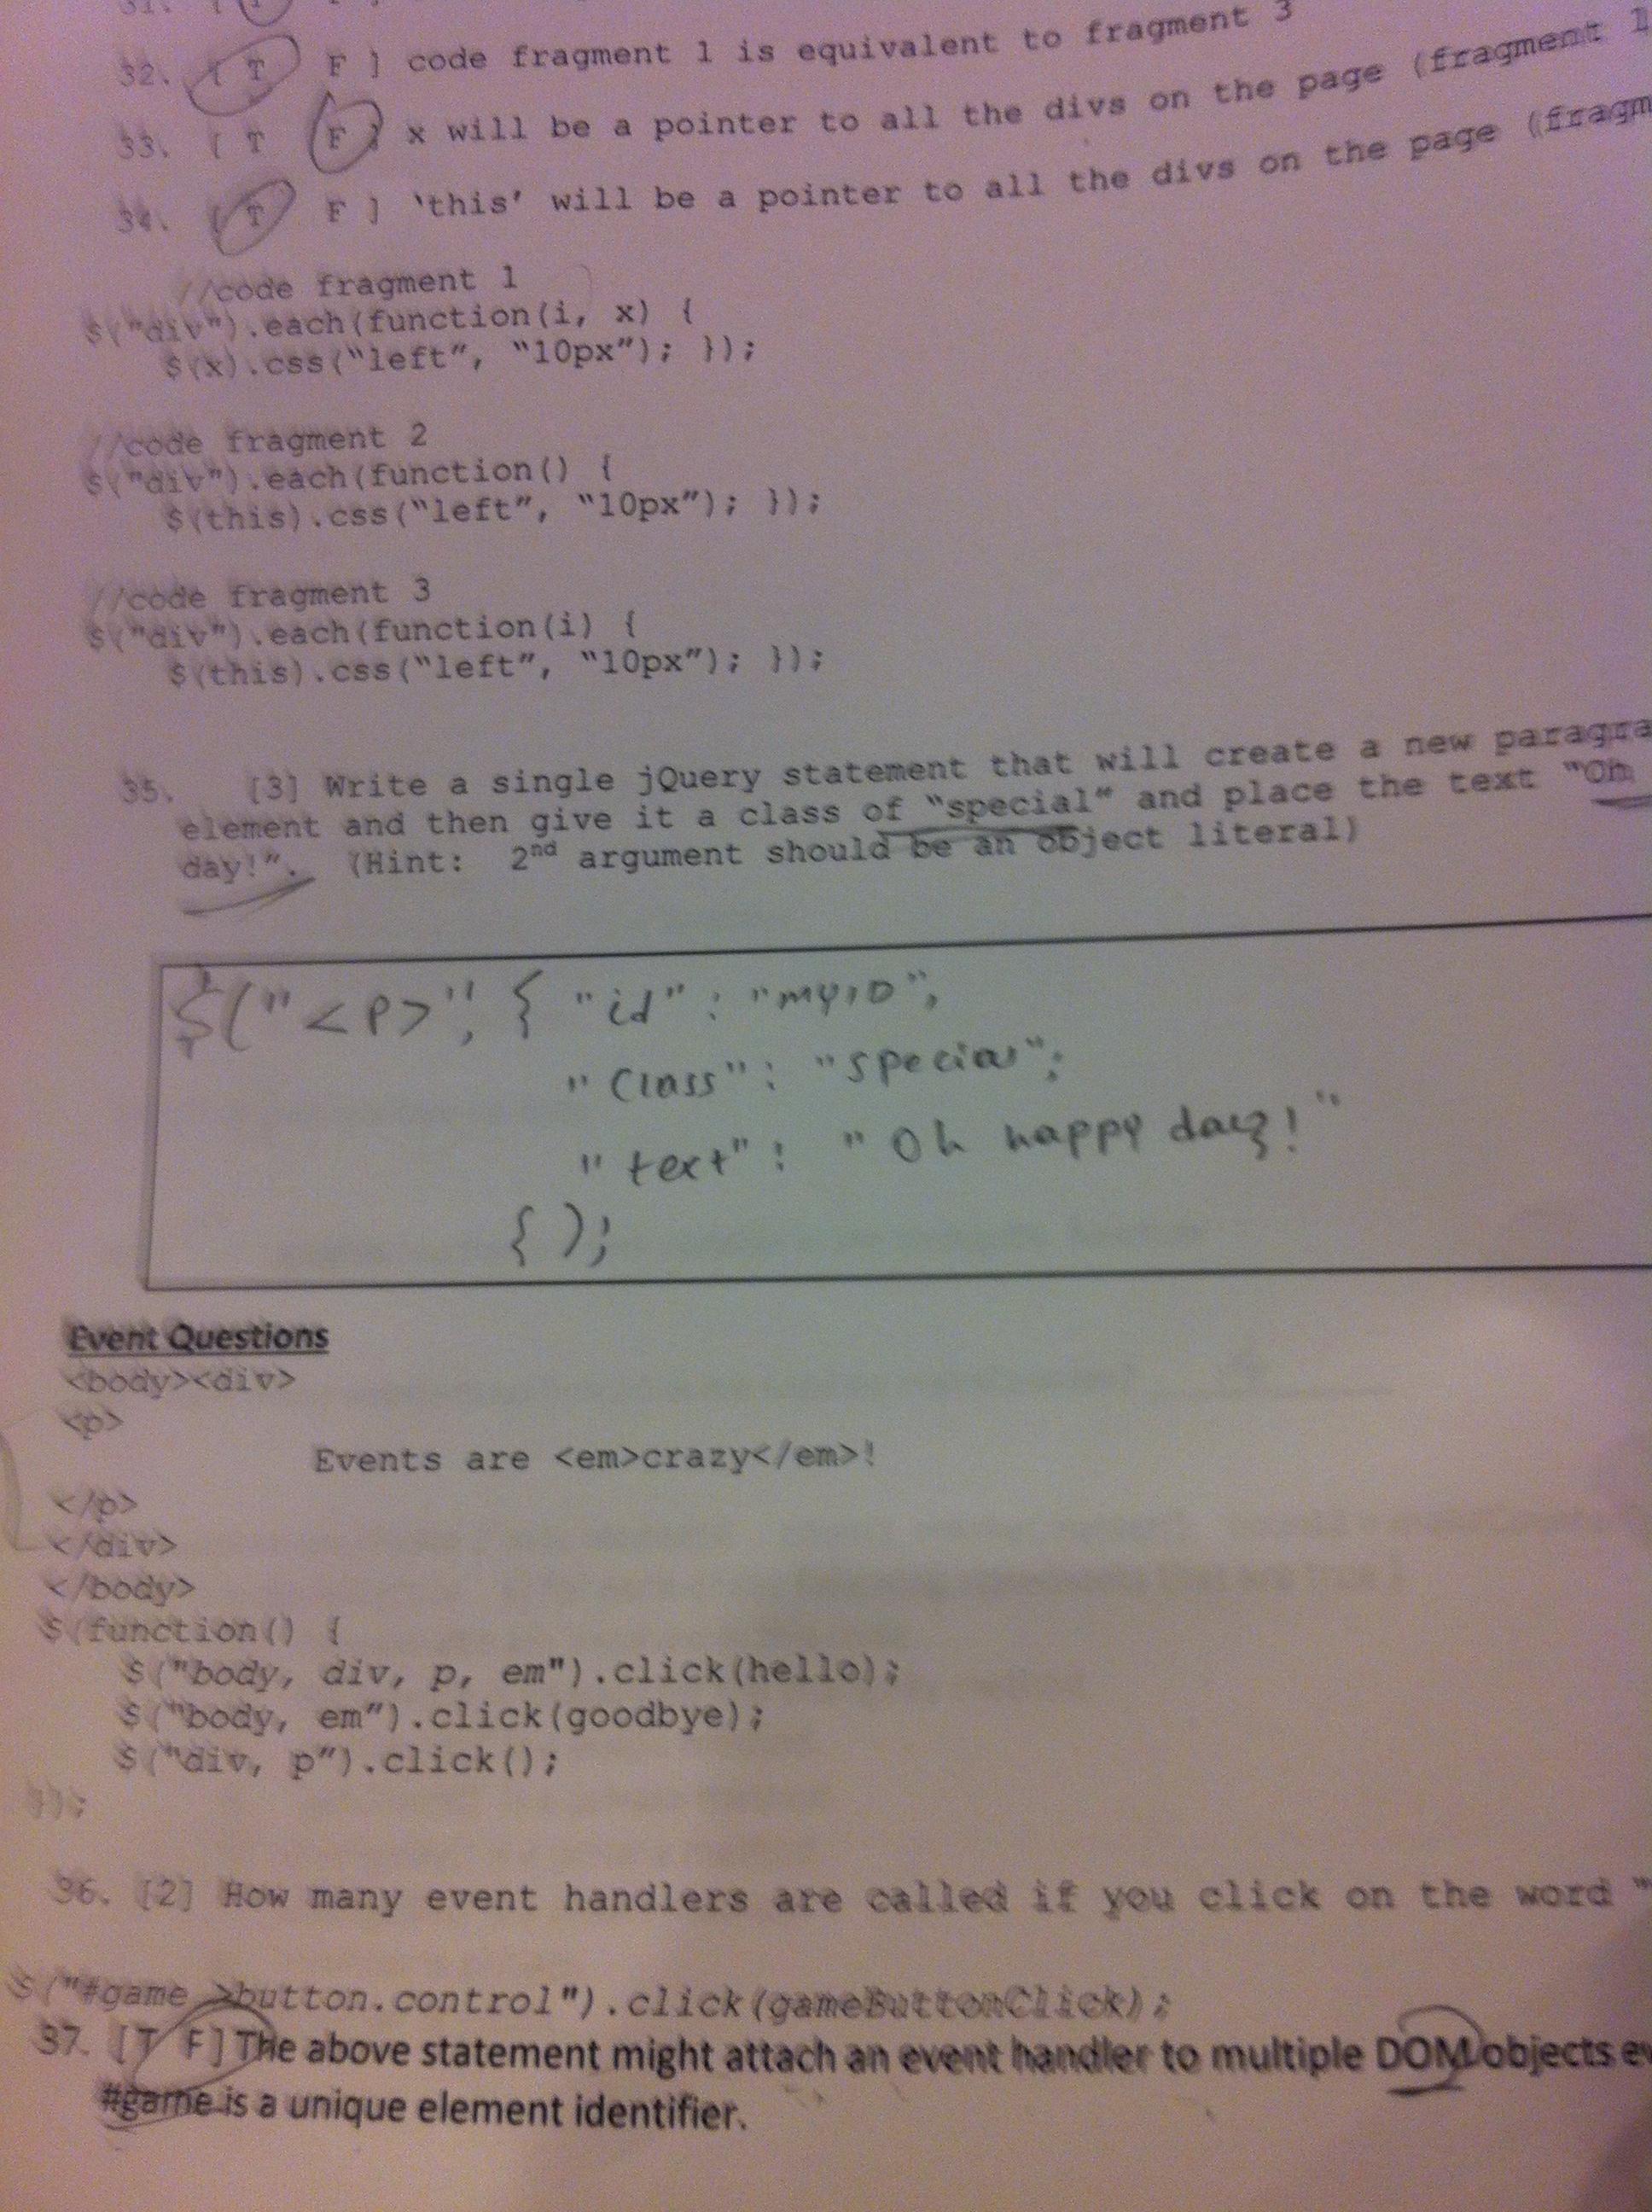 32. [ T F ] code fragment 1 is equivalent to fragment 3
33. [ T F ] x will be a pointer to all the divs on the page (fragment 1
34. [ T F ] ‘this’ will be a pointer to all the divs on the page (fragm
//code fragment 1
$("div").each(function(i, x) {
$(x).css(“left”, “10px”); });
//code fragment 2
$("div").each(function() {
$(this).css(“left”, “10px”); });
//code fragment 3
$("div").each(function(i) {
$(this).css(“left”, “10px”); });
35. [3] Write a single jQuery statement that will create a new paragra
element and then give it a class of “special” and place the text “Oh
day!”. (Hint: 2nd argument should be an object literal)
$("<P>", { "id" : "myID",
"Class" : "special";
"text" : "Oh happy day!"
{ );
Event Questions
<body><div>
<p>
Events are <em>crazy</em>!
</p>
</div>
</body>
$(function() {
$("body, div, p, em").click(hello);
$("body, em”).click(goodbye);
$("div, p”).click();
});
36. [2] How many event handlers are called if you click on the word "
$("#game >button.control").click(gameButtonClick);
37. [T F] The above statement might attach an event handler to multiple DOM objects ev
#game is a unique element identifier.